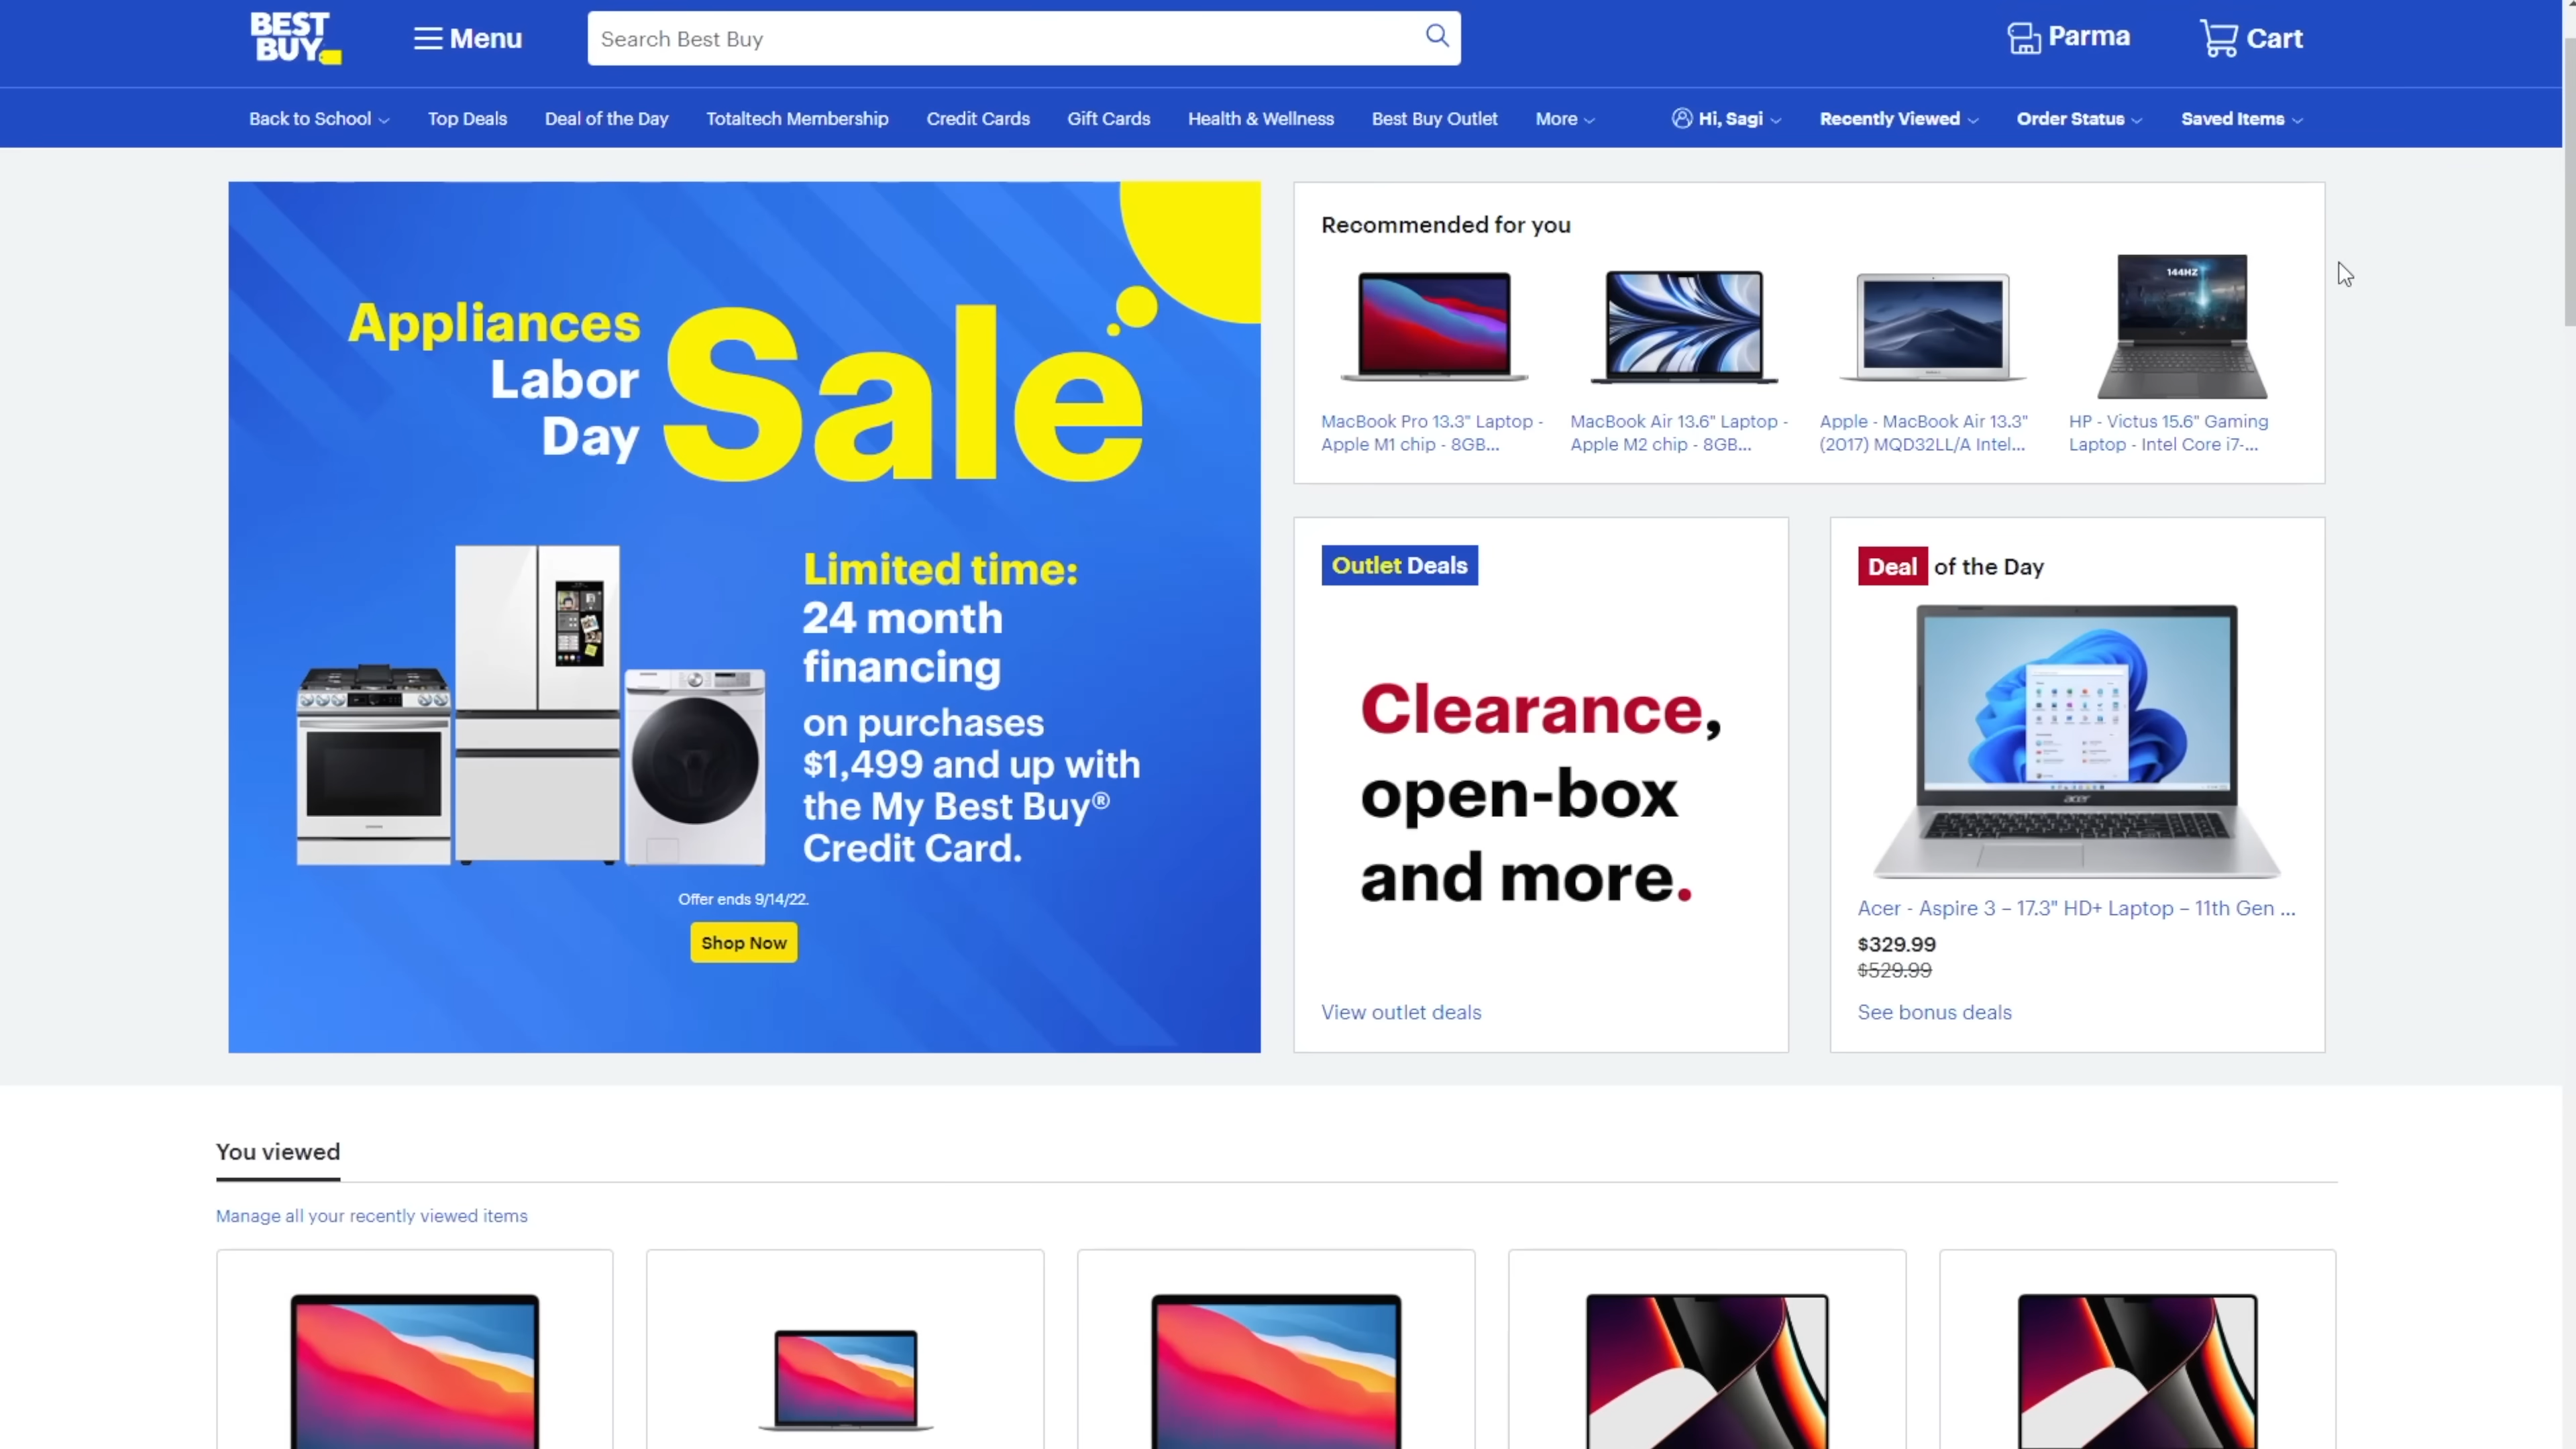 BEST
BUY
Menu
Search Best Buy
Parma
Cart
Back to School
Top Deals
Deal of the Day
Totaltech Membership
Credit Cards
Gift Cards
Health & Wellness
Best Buy Outlet
More
Hi, Sagi
Recently Viewed
Order Status
Saved Items
Appliances
Labor
Day
Sale
Limited time:
24 month
financing
on purchases
$1,499 and up with
the My Best Buy®
Credit Card.
Offer ends 9/14/22.
Shop Now
Recommended for you
144HZ
MacBook Pro 13.3" Laptop -
Apple M1 chip - 8GB...
MacBook Air 13.6" Laptop -
Apple M2 chip - 8GB...
Apple - MacBook Air 13.3"
(2017) MQD32LL/A Intel...
HP - Victus 15.6" Gaming
Laptop - Intel Core i7-...
Outlet Deals
Clearance,
open-box
and more.
View outlet deals
Deal of the Day
acer
Acer - Aspire 3 – 17.3" HD+ Laptop – 11th Gen ...
$329.99
$529.99
See bonus deals
You viewed
Manage all your recently viewed items